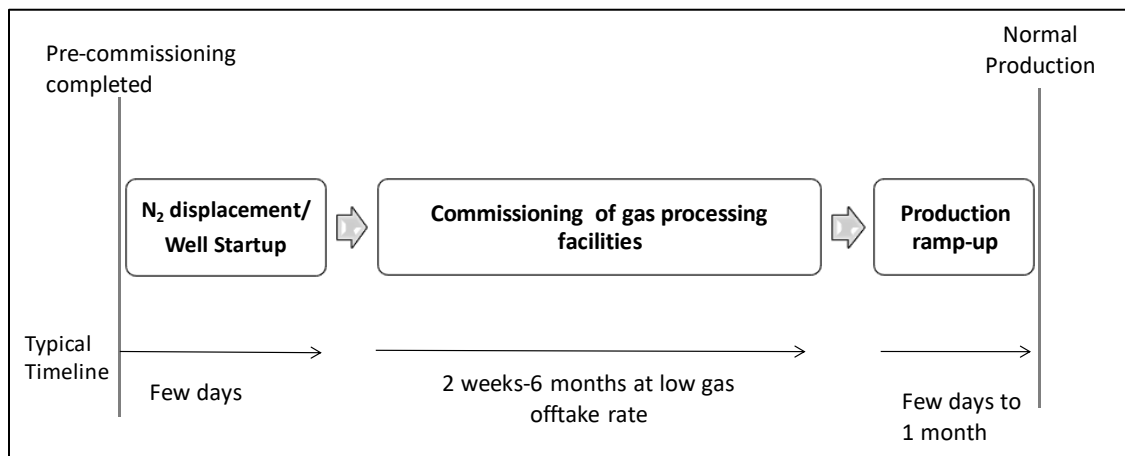 Pre-commissioning
completed
Normal
Production
N₂ displacement/
Well Startup
Commissioning of gas processing
facilities
Production
ramp-up
Typical
Timeline
Few days
2 weeks-6 months at low gas
offtake rate
Few days to
1 month